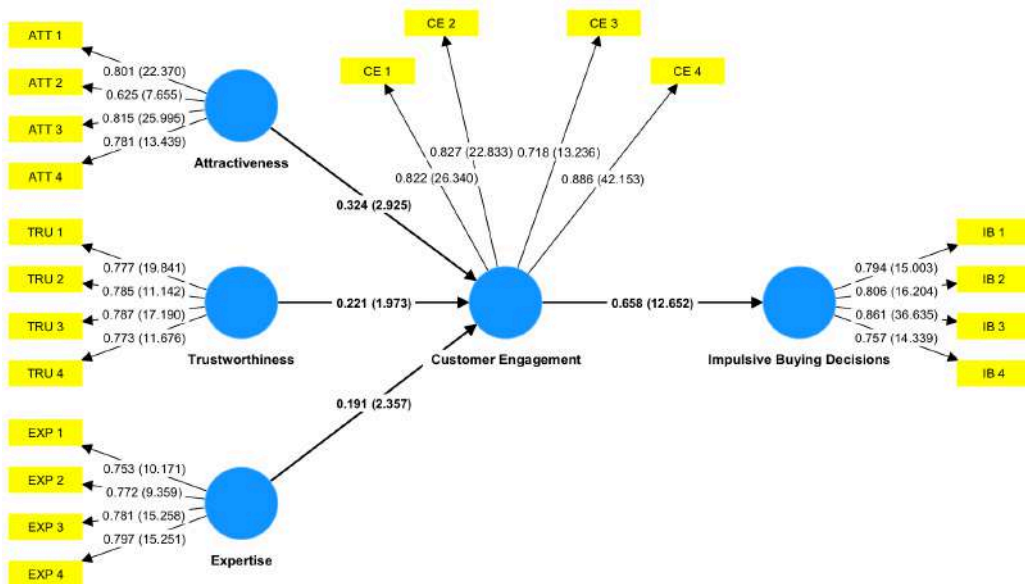 ATT 1
ATT 2
ATT 3
ATT 4
0.801 (22.370)
0.625 (7.655)
0.815 (25.995)
0.781 (13.439)
Attractiveness
CE 1
CE 2
CE 3
CE 4
0.822 (26.340)
0.827 (22.833)
0.718 (13.236)
0.886 (42.153)
0.324 (2.925)
TRU 1
TRU 2
TRU 3
TRU 4
0.777 (19.841)
0.785 (11.142)
0.787 (17.190)
0.773 (11.676)
Trustworthiness
0.221 (1.973)
Customer Engagement
0.658 (12.652)
Impulsive Buying Decisions
0.794 (15.003)
0.806 (16.204)
0.861 (36.635)
0.757 (14.339)
IB 1
IB 2
IB 3
IB 4
0.191 (2.357)
EXP 1
EXP 2
EXP 3
EXP 4
0.753 (10.171)
0.772 (9.359)
0.781 (15.258)
0.797 (15.251)
Expertise